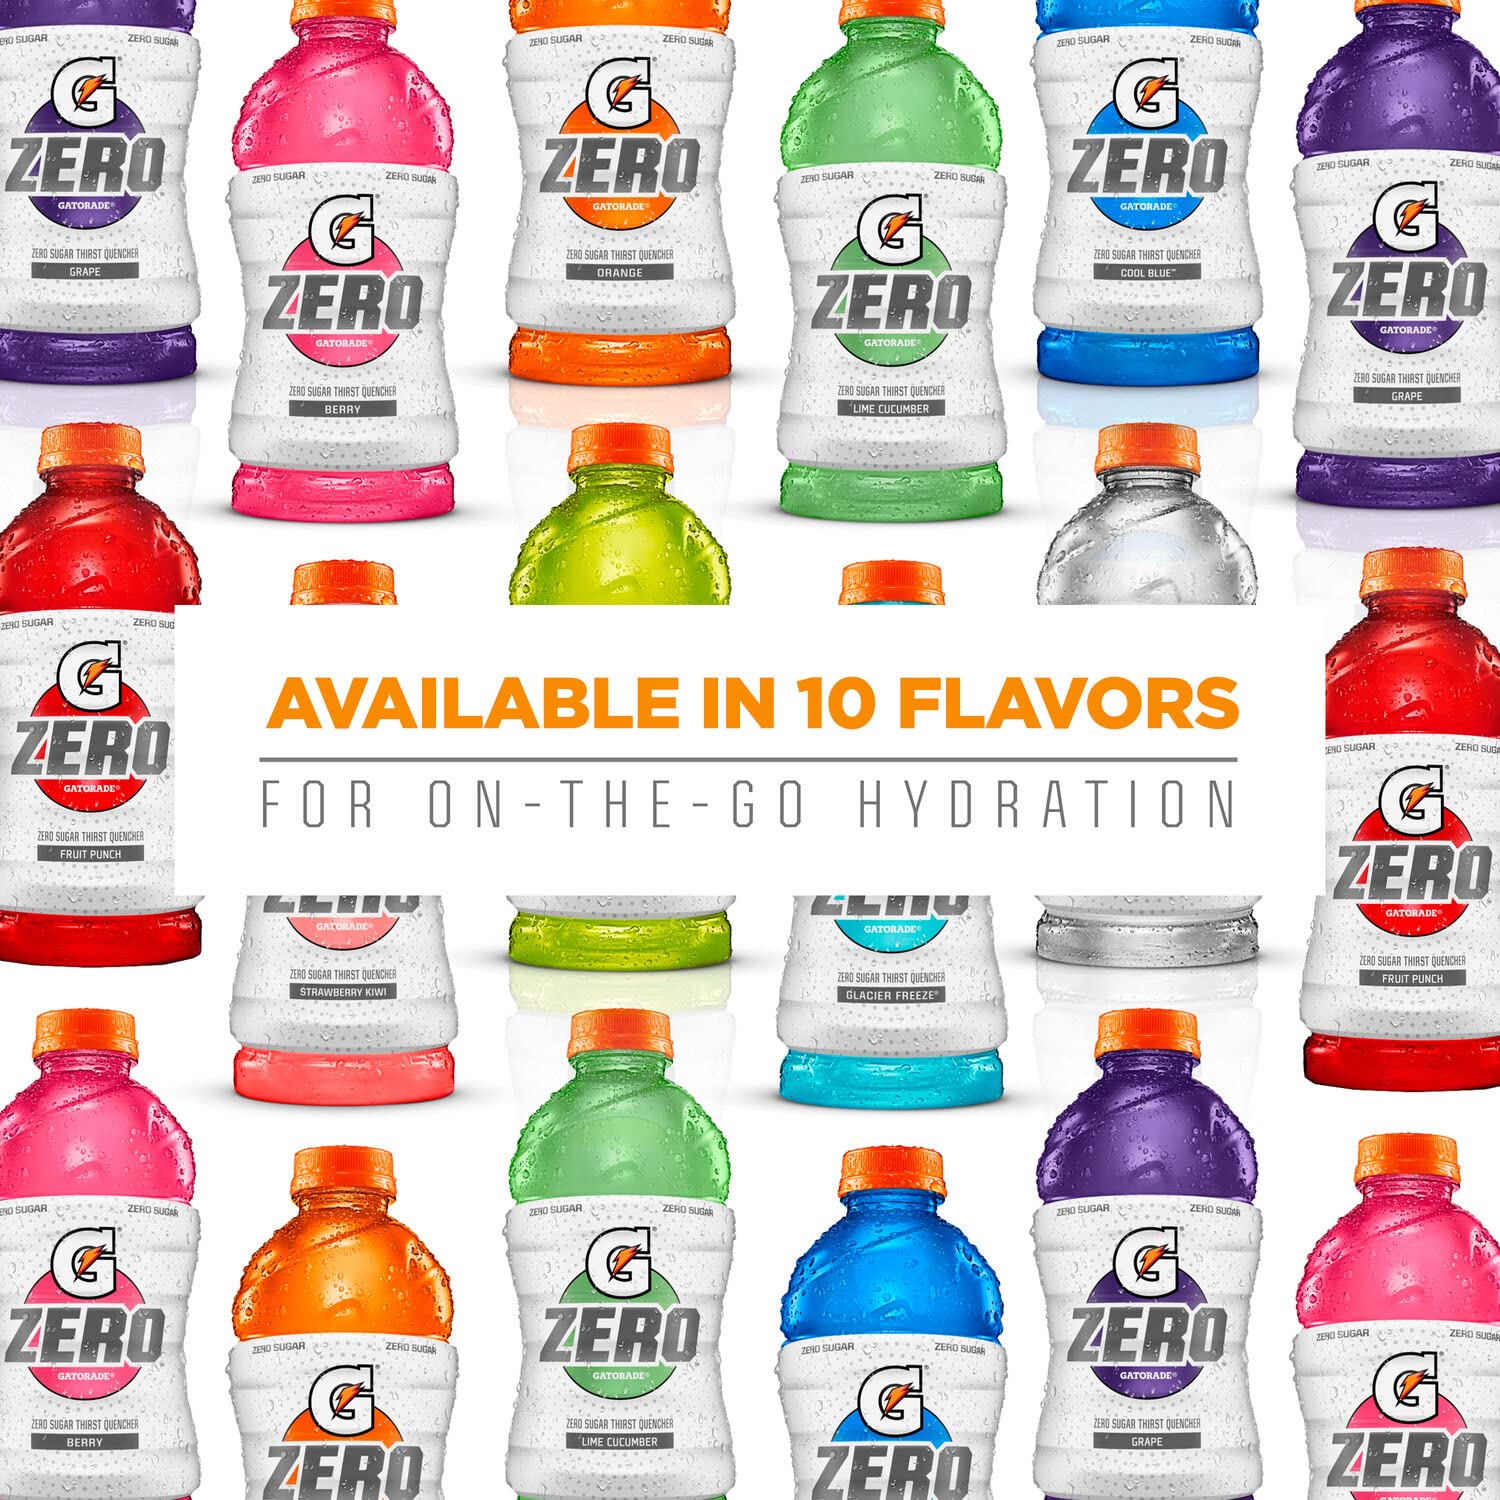 ZERO SUGAR ZERO SUGAR
G
ZERO
GATORADE®
ZERO SUGAR THIRST QUENCHER
GRAPE
ZERO SUGAR ZERO SUGAR
G
ZERO
GATORADE®
ZERO SUGAR THIRST QUENCHER
BERRY
ZERO SUGAR ZERO SUGAR
G
ZERO
GATORADE®
ZERO SUGAR THIRST QUENCHER
ORANGE
ZERO SUGAR ZERO SUGAR
G
ZERO
GATORADE®
ZERO SUGAR THIRST QUENCHER
LIME CUCUMBER
ZERO SUGAR ZERO SUGAR
G
ZERO
GATORADE®
ZERO SUGAR THIRST QUENCHER
COOL BLUE™
ZERO SUGAR ZERO SUGAR
G
ZERO
GATORADE®
ZERO SUGAR THIRST QUENCHER
GRAPE
ZERO SUGAR ZERO SUG
G
ZERO
GATORADE®
ZERO SUGAR THIRST QUENCHER
FRUIT PUNCH
AVAILABLE IN 10 FLAVORS
FOR ON-THE-GO HYDRATION
ZERO SUGAR ZERO SUGA
G
ZERO
GATORADE®
ZERO SUGAR THIRST QUENCHER
FRUIT PUNCH
ZERO
GATORADE®
ZERO SUGAR THIRST QUENCHER
STRAWBERRY KIWI
ZERO
GATORADE®
ZERO SUGAR THIRST QUENCHER
GLACIER FREEZE®
ZERO SUGAR ZERO SUGAR
G
ZERO
GATORADE®
ZERO SUGAR THIRST QUENCHER
BERRY
ZERO SUGAR ZERO SUGAR
G
ZERO
ZERO SUGAR ZERO SUGAR
G
ZERO
GATORADE®
ZERO SUGAR THIRST QUENCHER
LIME CUCUMBER
ZERO SUGAR ZERO SUGAR
G
ZERO
ZERO SUGAR ZERO SUGAR
G
ZERO
GATORADE®
ZERO SUGAR THIRST QUENCHER
GRAPE
ZERO SUGAR ZERO SUGAR
G
ZERO